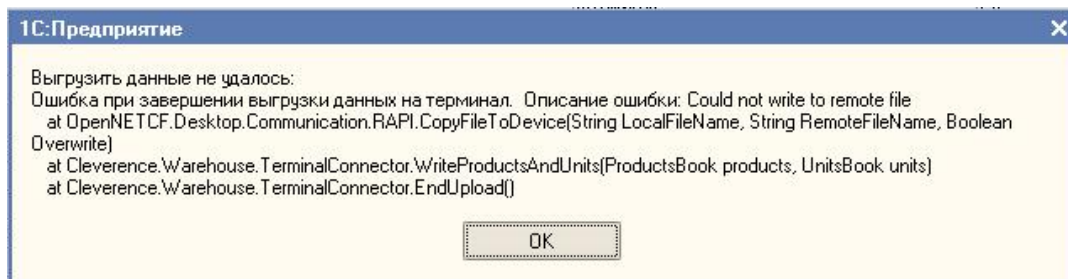 1С:Предприятие
Выгрузить данные не удалось:
Ошибка при завершении выгрузки данных на терминал. Описание ошибки: Could not write to remote file
at OpenNETCF.Desktop.Communication.RAPI.CopyFileToDevice(String LocalFileName, String RemoteFileName, Boolean
Overwrite)
at Cleverence.Warehouse.TerminalConnector.WriteProductsAndUnits(ProductsBook products, UnitsBook units)
at Cleverence.Warehouse.TerminalConnector.EndUpload()
OK